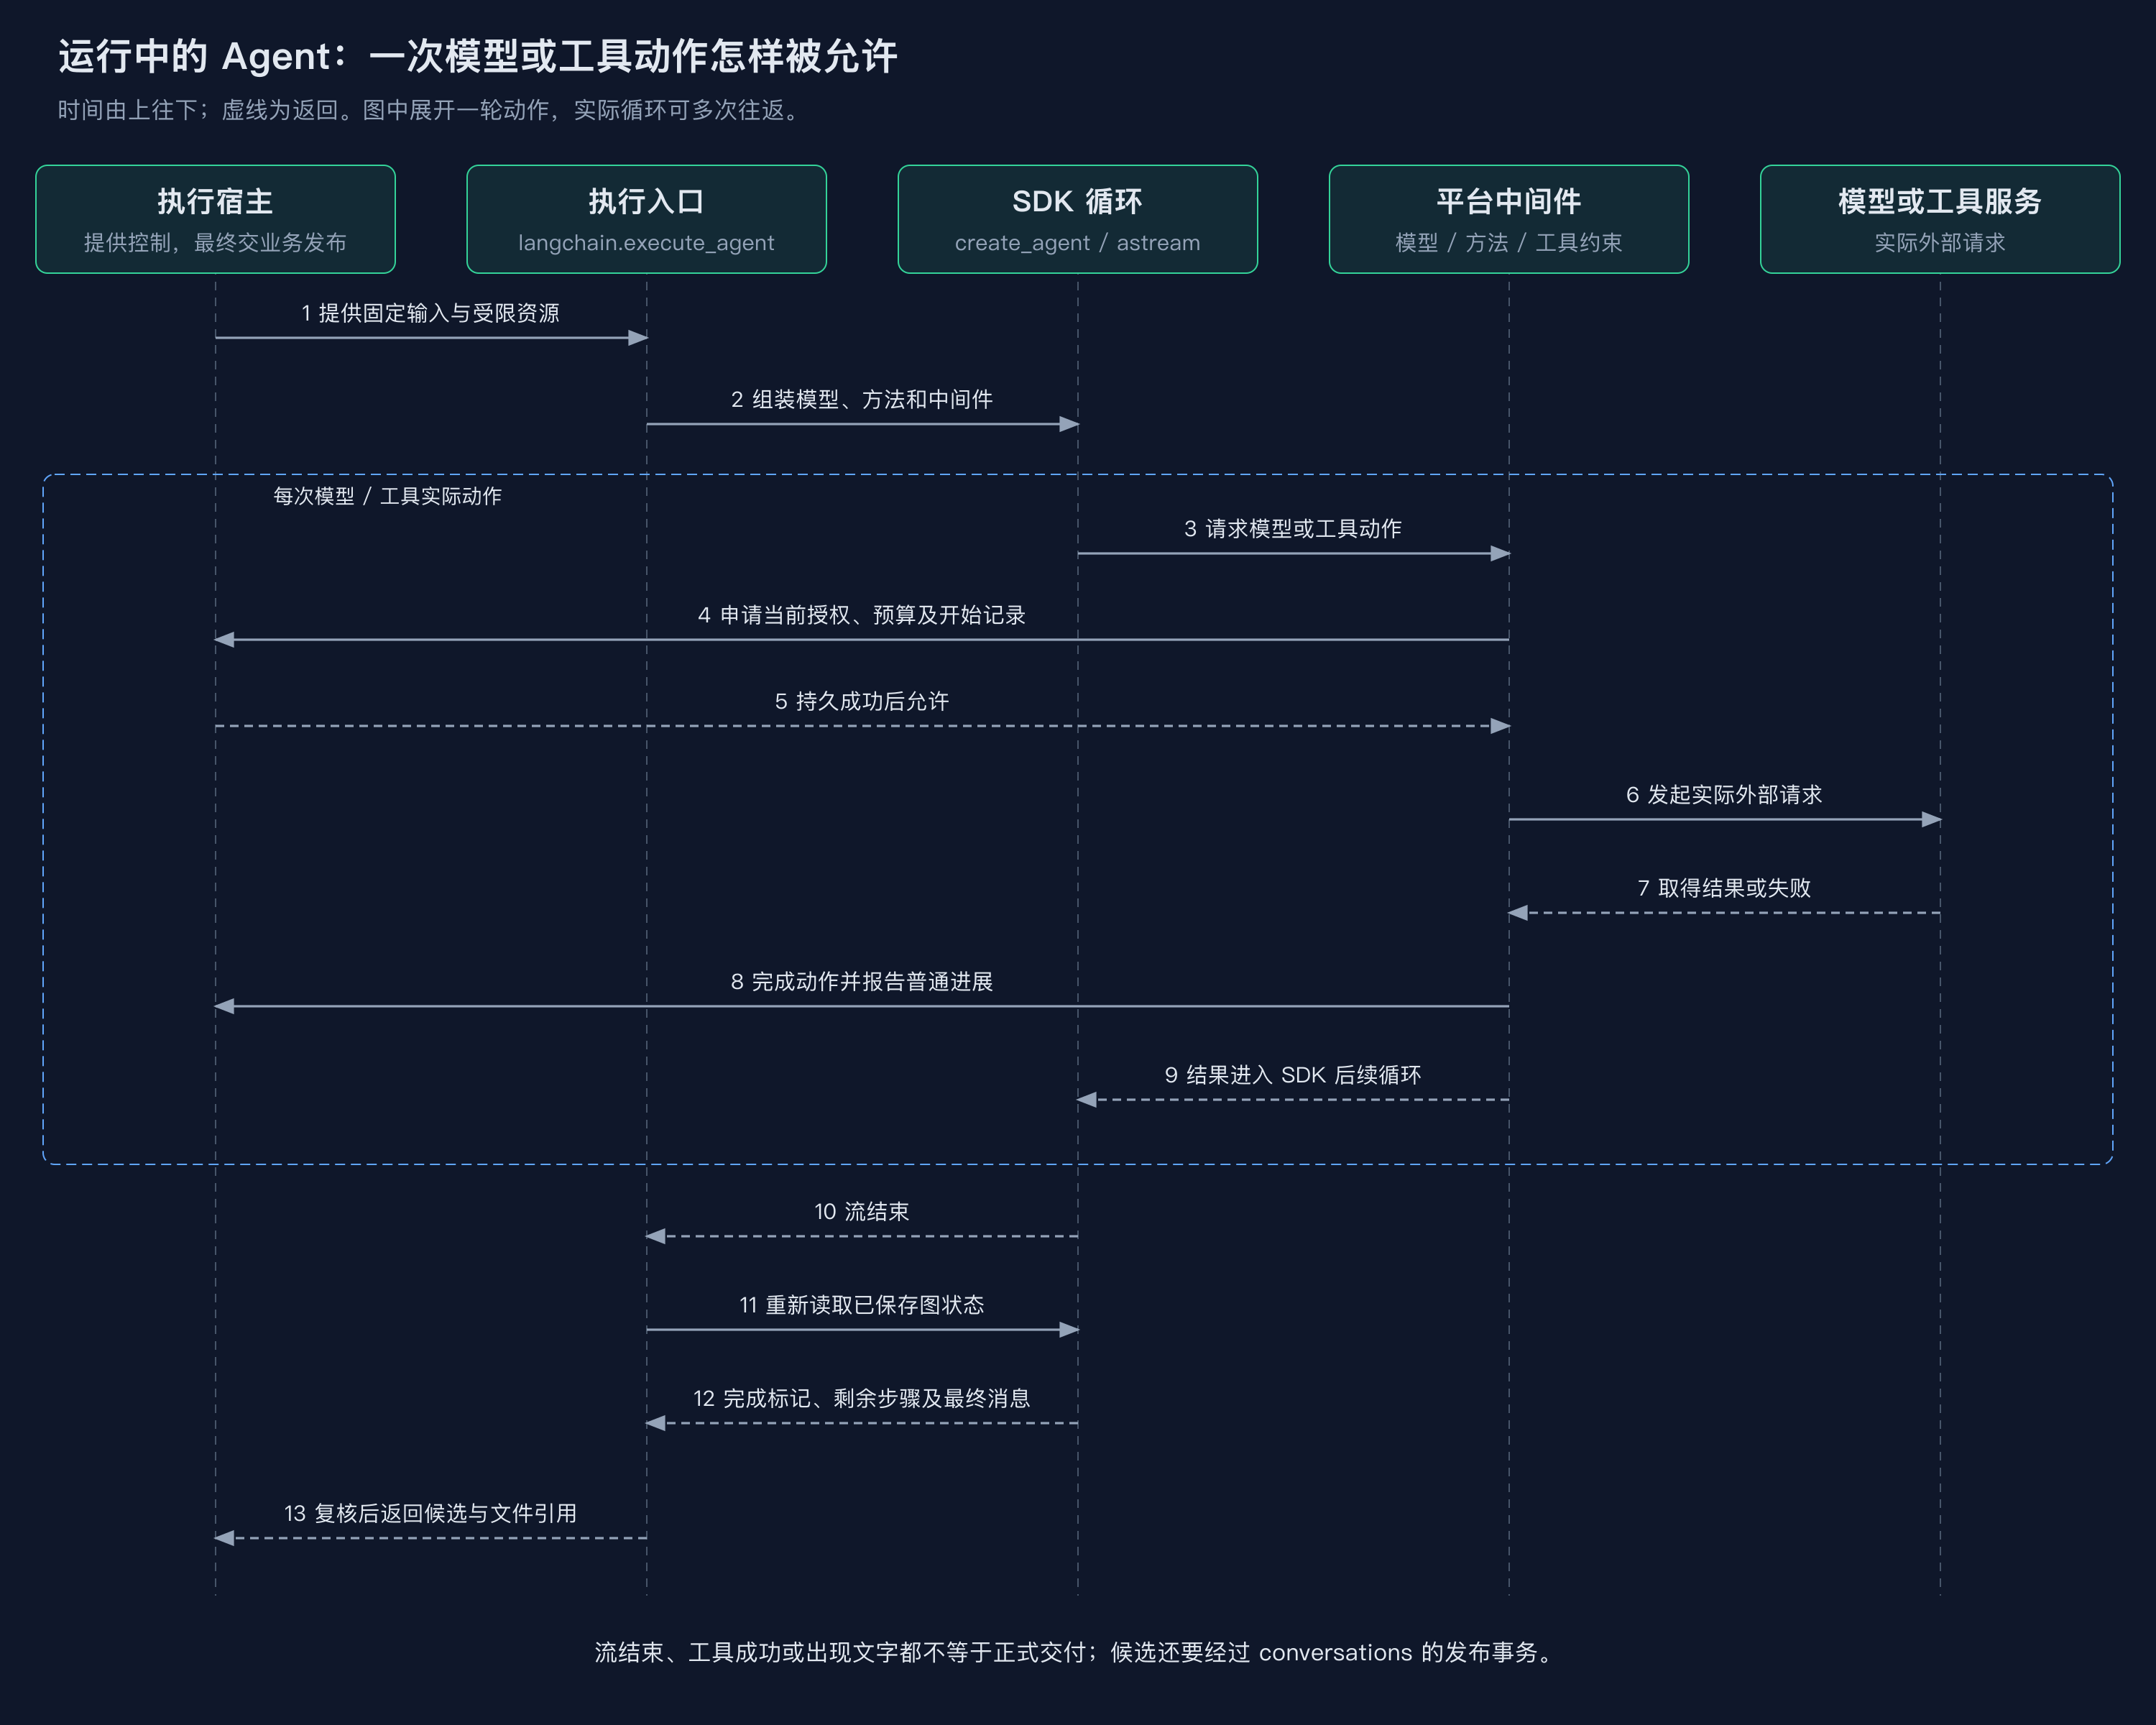 运行中的 Agent：一次模型或工具动作怎样被允许
时间由上往下；虚线为返回。图中展开一轮动作，实际循环可多次往返。
执行宿主
提供控制，最终交业务发布
执行入口
langchain.execute_agent
SDK 循环
create_agent / astream
平台中间件
模型 / 方法 / 工具约束
模型或工具服务
实际外部请求
1 提供固定输入与受限资源
2 组装模型、方法和中间件
每次模型 / 工具实际动作
3 请求模型或工具动作
4 申请当前授权、预算及开始记录
5 持久成功后允许
6 发起实际外部请求
7 取得结果或失败
8 完成动作并报告普通进展
9 结果进入 SDK 后续循环
10 流结束
11 重新读取已保存图状态
12 完成标记、剩余步骤及最终消息
13 复核后返回候选与文件引用
流结束、工具成功或出现文字都不等于正式交付；候选还要经过 conversations 的发布事务。